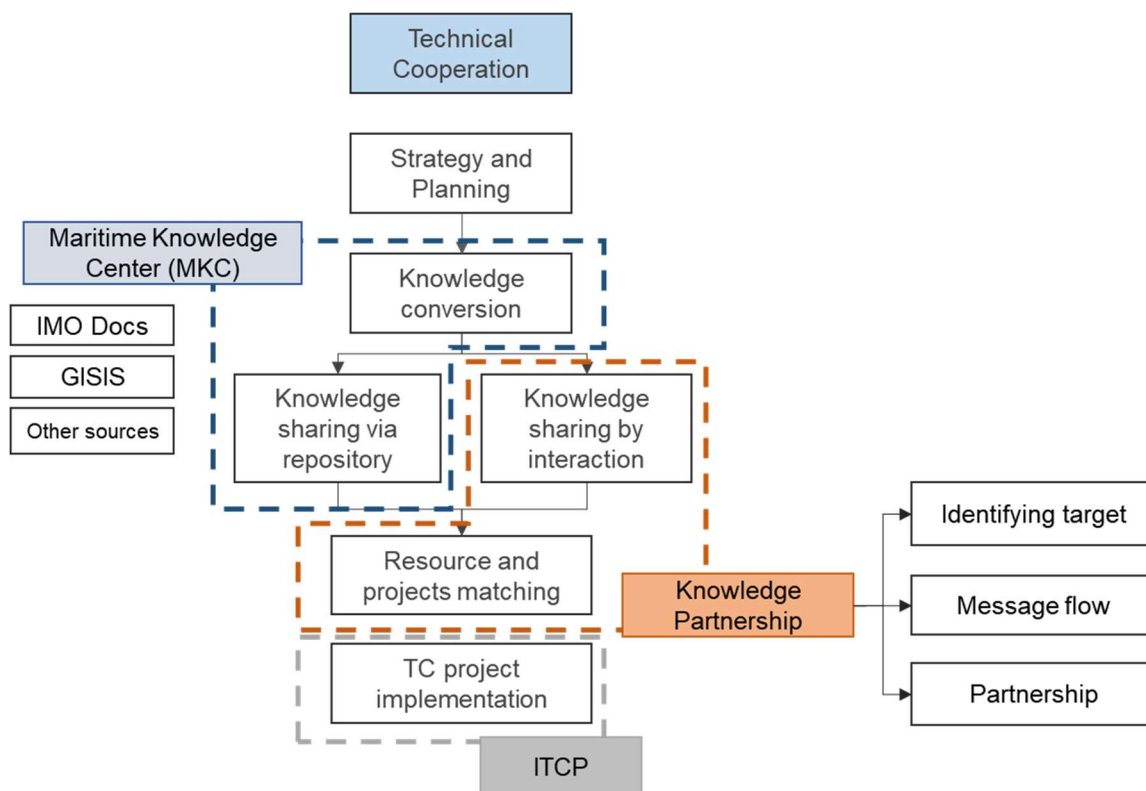 Technical
Cooperation
Strategy and
Planning
Maritime Knowledge
Center (MKC)
Knowledge
conversion
IMO Docs
GISIS
Other sources
Knowledge
sharing via
repository
Knowledge
sharing by
interaction
Resource and
projects matching
Knowledge
Partnership
Identifying target
Message flow
Partnership
TC project
implementation
ITCP